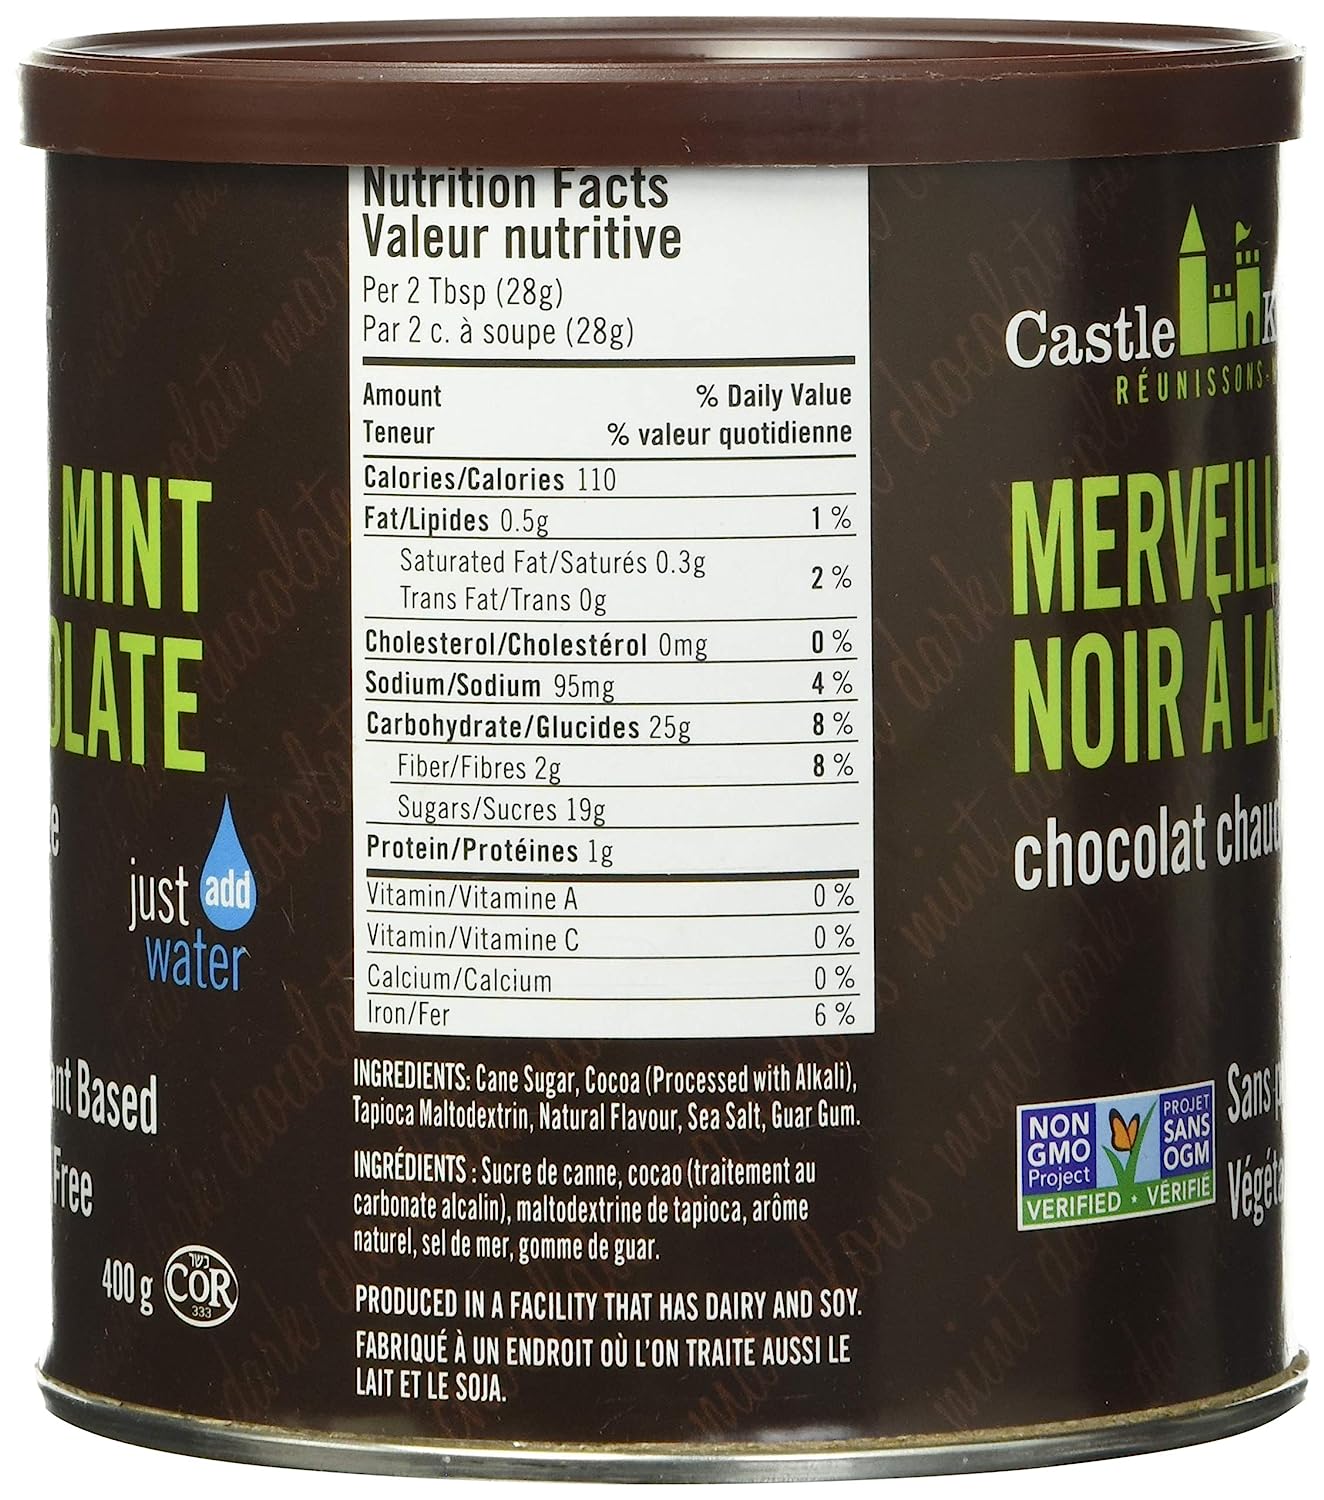 MINT
just add
water
Based
Free
400 g
כשר
COR
333
Nutrition Facts
Valeur nutritive
Per 2 Tbsp (28g)
Par 2 c. à soupe (28g)
Amount % Daily Value
Teneur % valeur quotidienne
Calories/Calories 110
Fat/Lipides 0.5g 1 %
Saturated Fat/Saturés 0.3g
Trans Fat/Trans 0g 2 %
Cholesterol/Cholestérol 0mg 0 %
Sodium/Sodium 95mg 4 %
Carbohydrate/Glucides 25g 8 %
Fiber/Fibres 2g 8 %
Sugars/Sucres 19g
Protein/Protéines 1g
Vitamin/Vitamine A 0 %
Vitamin/Vitamine C 0 %
Calcium/Calcium 0 %
Iron/Fer 6 %
INGREDIENTS: Cane Sugar, Cocoa (Processed with Alkali),
Tapioca Maltodextrin, Natural Flavour, Sea Salt, Guar Gum.
INGRÉDIENTS : Sucre de canne, cocao (traitement au
carbonate alcalin), maltodextrine de tapioca, arôme
naturel, sel de mer, gomme de guar.
PRODUCED IN A FACILITY THAT HAS DAIRY AND SOY.
FABRIQUÉ À UN ENDROIT OÙ L'ON TRAITE AUSSI LE
LAIT ET LE SOJA.
Castle
RÉUNISSONS-
NOIR À LA
chocolat
NON
GMO
Project
PROJET
SANS
OGM
VERIFIED • VÉRIFIÉ
Sans